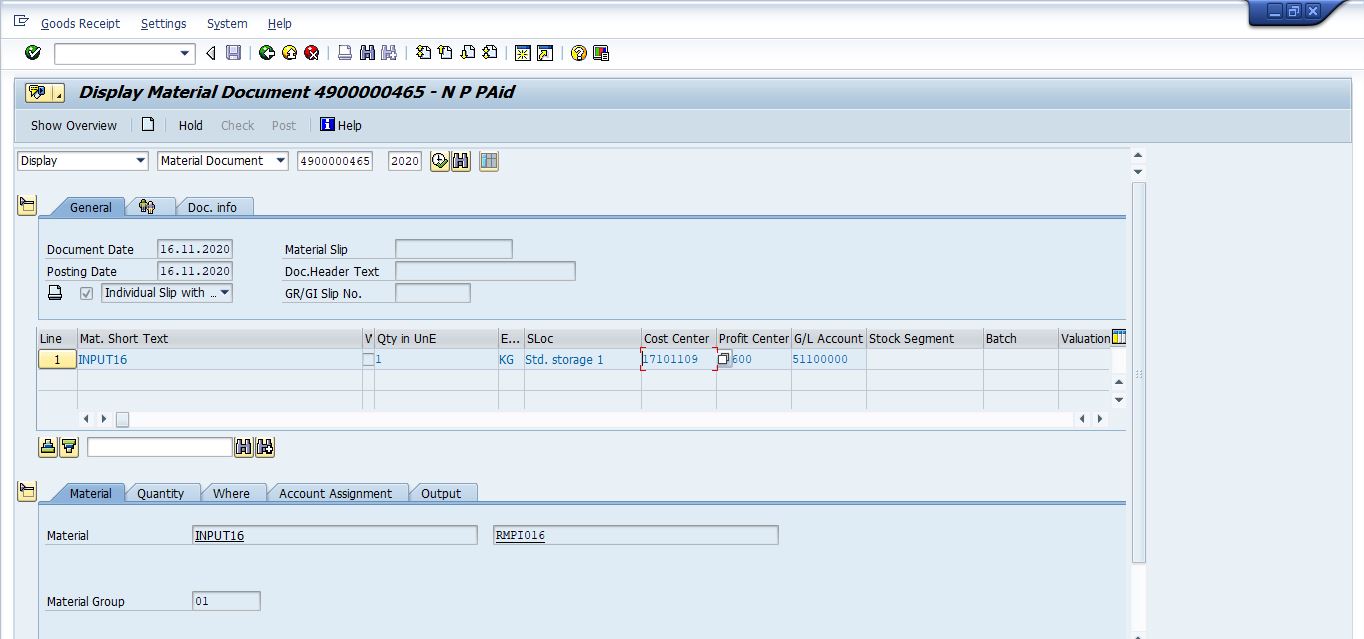 Goods Receipt Settings System Help
Display Material Document 4900000465 - N P PAid
Show Overview Hold Check Post Help
Display Material Document 4900000465 2020
General Doc. info
Document Date 16.11.2020 Material Slip
Posting Date 16.11.2020 Doc.Header Text
Individual Slip with ... GR/GI Slip No.
Line Mat. Short Text V Qty in UnE E... SLoc Cost Center Profit Center G/L Account Stock Segment Batch Valuation
1 INPUT16 1 KG Std. storage 1 17101109 600 51100000
Material Quantity Where Account Assignment Output
Material INPUT16 RMPI016
Material Group 01